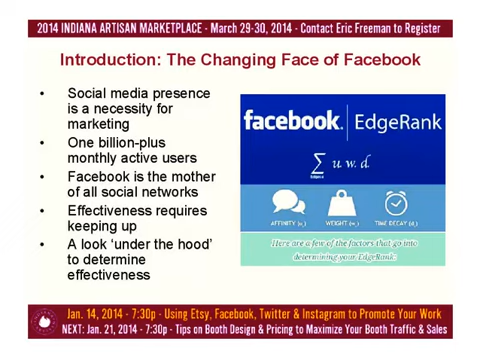 2014 INDIANA ARTISAN MARKETPLACE - March 29-30, 2014 - Contact Eric Freeman to Register
Introduction: The Changing Face of Facebook
• Social media presence
is a necessity for
marketing
• One billion-plus
monthly active users
• Facebook is the mother
of all social networks
• Effectiveness requires
keeping up
• A look ‘under the hood’
to determine
effectiveness
facebook. | EdgeRank
∑ u w d
AFFINITY (u) WEIGHT (w) TIME DECAY (d)
Here are a few of the factors that go into
determining your EdgeRank:
Jan. 14, 2014 - 7:30p - Using Etsy, Facebook, Twitter & Instagram to Promote Your Work
NEXT: Jan. 21, 2014 - 7:30p - Tips on Booth Design & Pricing to Maximize Your Booth Traffic & Sales